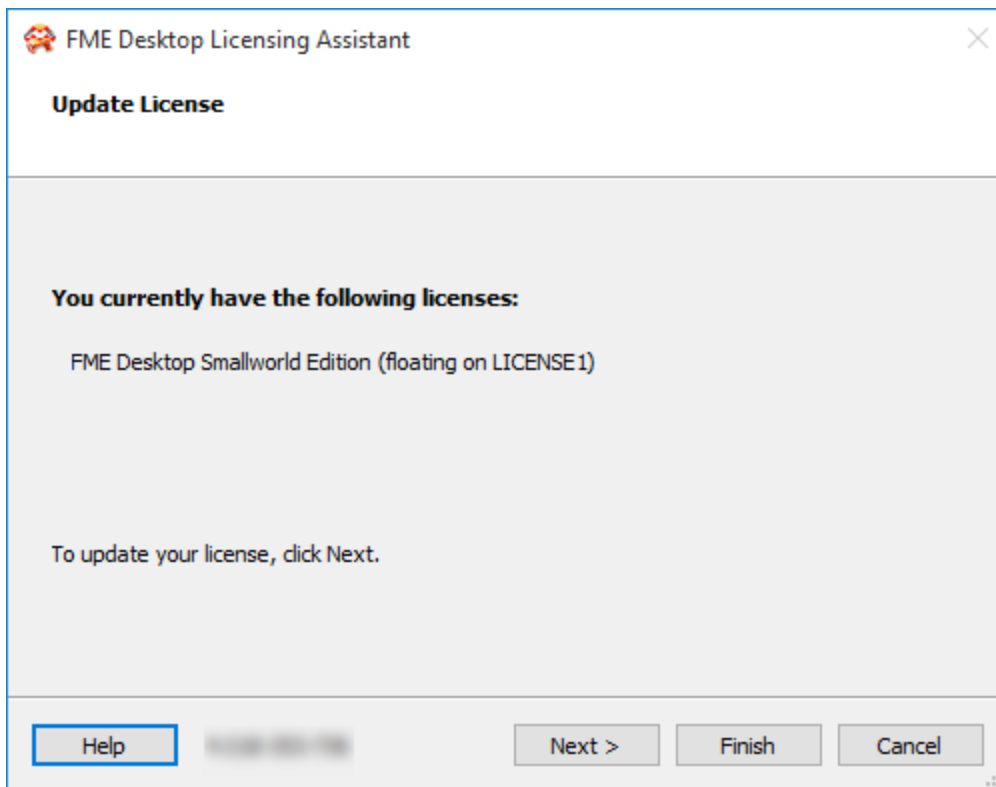 FME Desktop Licensing Assistant
Update License
You currently have the following licenses:
FME Desktop Smallworld Edition (floating on LICENSE1)
To update your license, click Next.
Help
Next >
Finish
Cancel